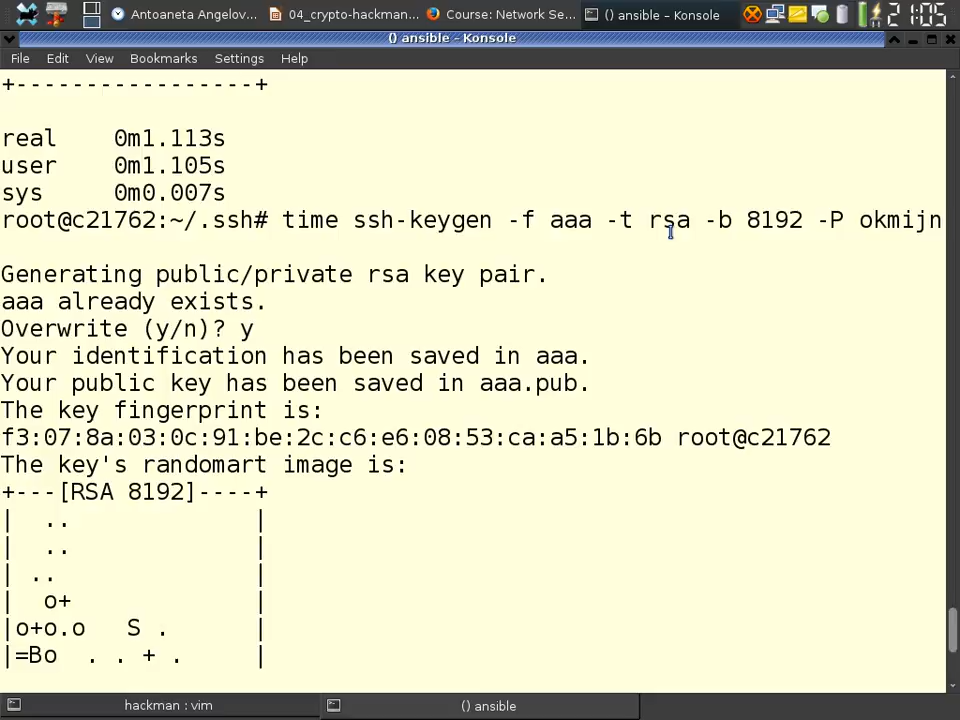 Antoaneta Angelov...
04_crypto-hackman...
Course: Network Se...
() ansible – Konsole
21:05
() ansible – Konsole
File Edit View Bookmarks Settings Help
+-----------------+
real 0m1.113s
user 0m1.105s
sys 0m0.007s
root@c21762:~/.ssh# time ssh-keygen -f aaa -t rsa -b 8192 -P okmijn
Generating public/private rsa key pair.
aaa already exists.
Overwrite (y/n)? y
Your identification has been saved in aaa.
Your public key has been saved in aaa.pub.
The key fingerprint is:
f3:07:8a:03:0c:91:be:2c:c6:e6:08:53:ca:a5:1b:6b root@c21762
The key's randomart image is:
+---[RSA 8192]----+
|  ..             |
|  ..             |
| ..              |
|  o+             |
|o+o.o   S .      |
|=Bo  . . + .     |
hackman : vim
() ansible